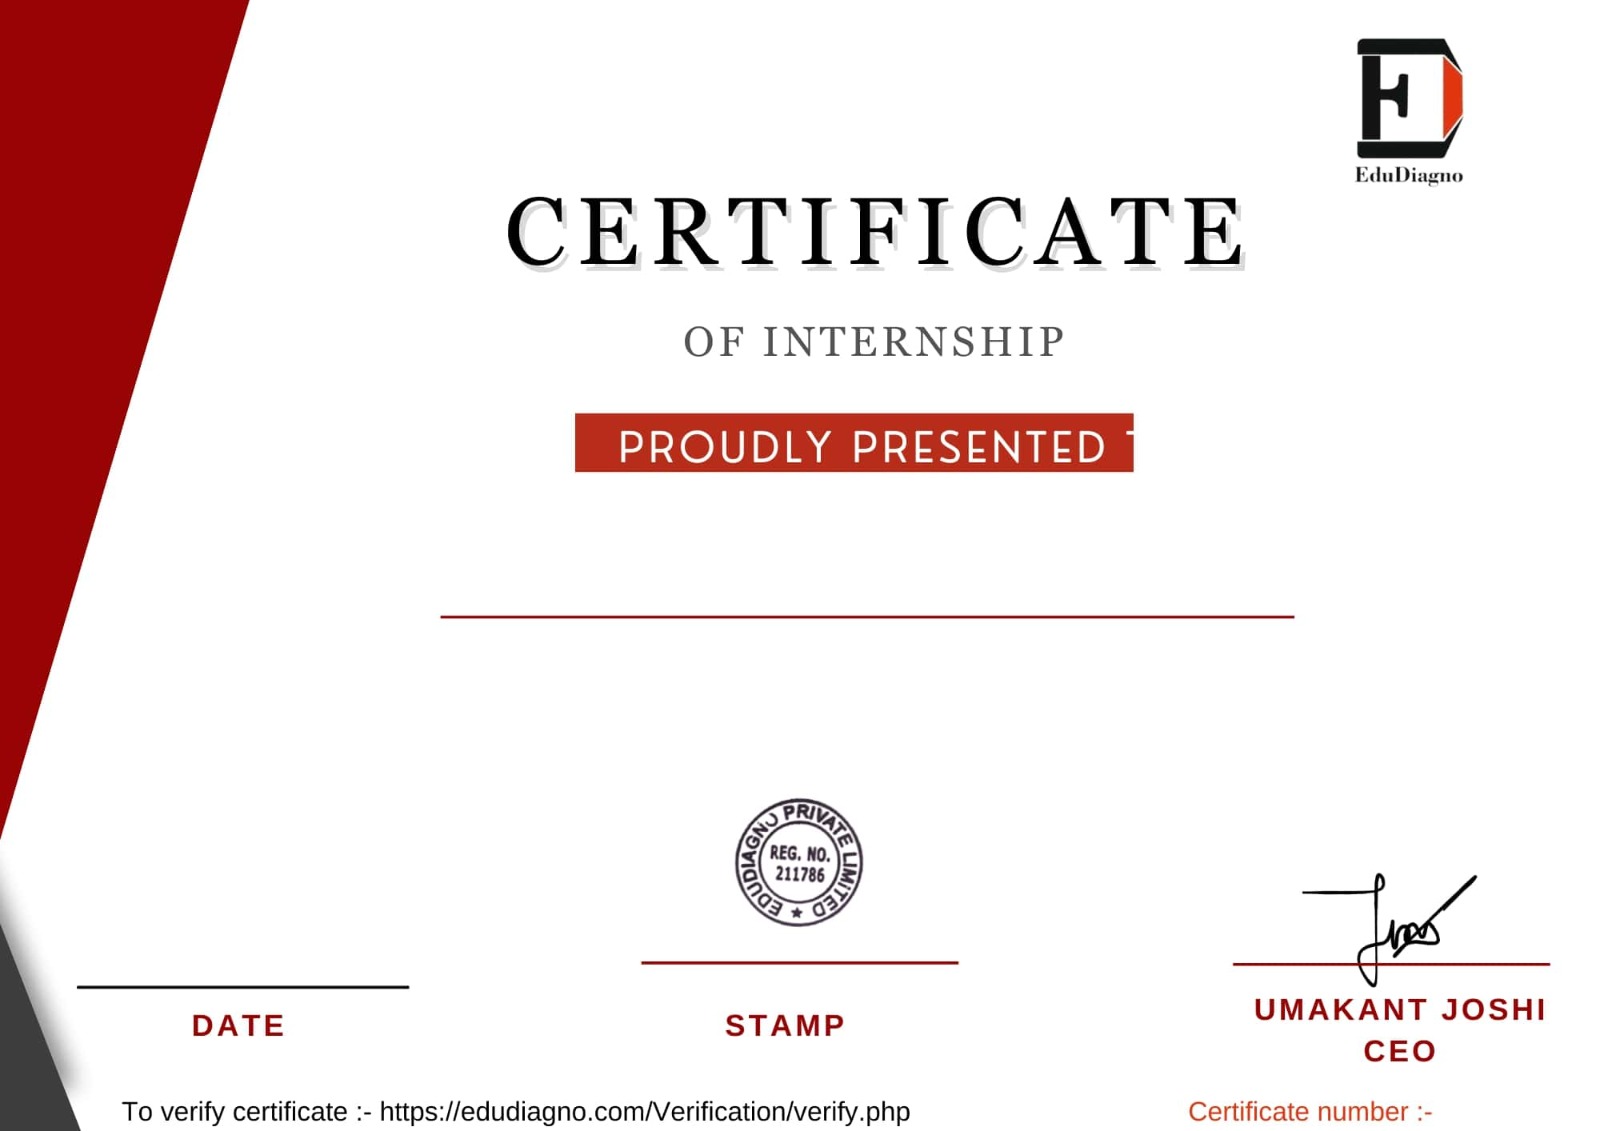 EduDiagno
CERTIFICATE
OF INTERNSHIP
PROUDLY PRESENTED
EDUDIAGNO PRIVATE LIMITED
REG. NO.
211786
DATE
STAMP
UMAKANT JOSHI
CEO
To verify certificate :- https://edudiagno.com/Verification/verify.php
Certificate number :-